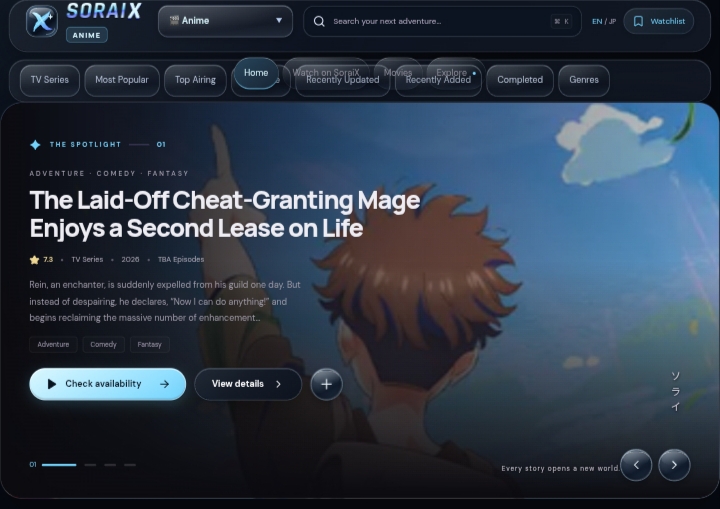 SORAIX
ANIME
Anime
Search your next adventure...
⌘ K
EN / JP
Watchlist
Home
Watch on SoraiX
Movies
Explore
TV Series
Most Popular
Top Airing
Recently Updated
Recently Added
Completed
Genres
THE SPOTLIGHT
01
ADVENTURE · COMEDY · FANTASY
The Laid-Off Cheat-Granting Mage
Enjoys a Second Lease on Life
7.3 • TV Series • 2026 • TBA Episodes
Rein, an enchanter, is suddenly expelled from his guild one day. But
instead of despairing, he declares, "Now I can do anything!" and
begins reclaiming the massive number of enhancement...
Adventure
Comedy
Fantasy
Check availability
View details
ソライ
01
Every story opens a new world.